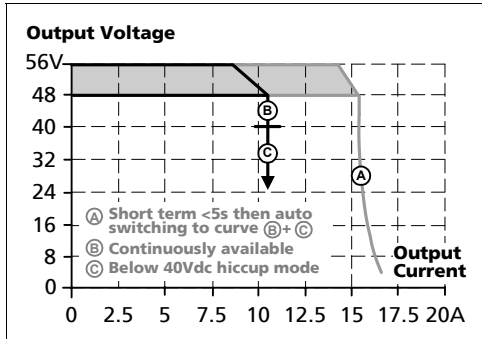 Output Voltage
56V
48
40
32
24
16
8
0
B
C
A
A Short term <5s then auto
switching to curve B + C
B Continuously available
C Below 40Vdc hiccup mode
Output
Current
0 2.5 5 7.5 10 12.5 15 17.5 20A